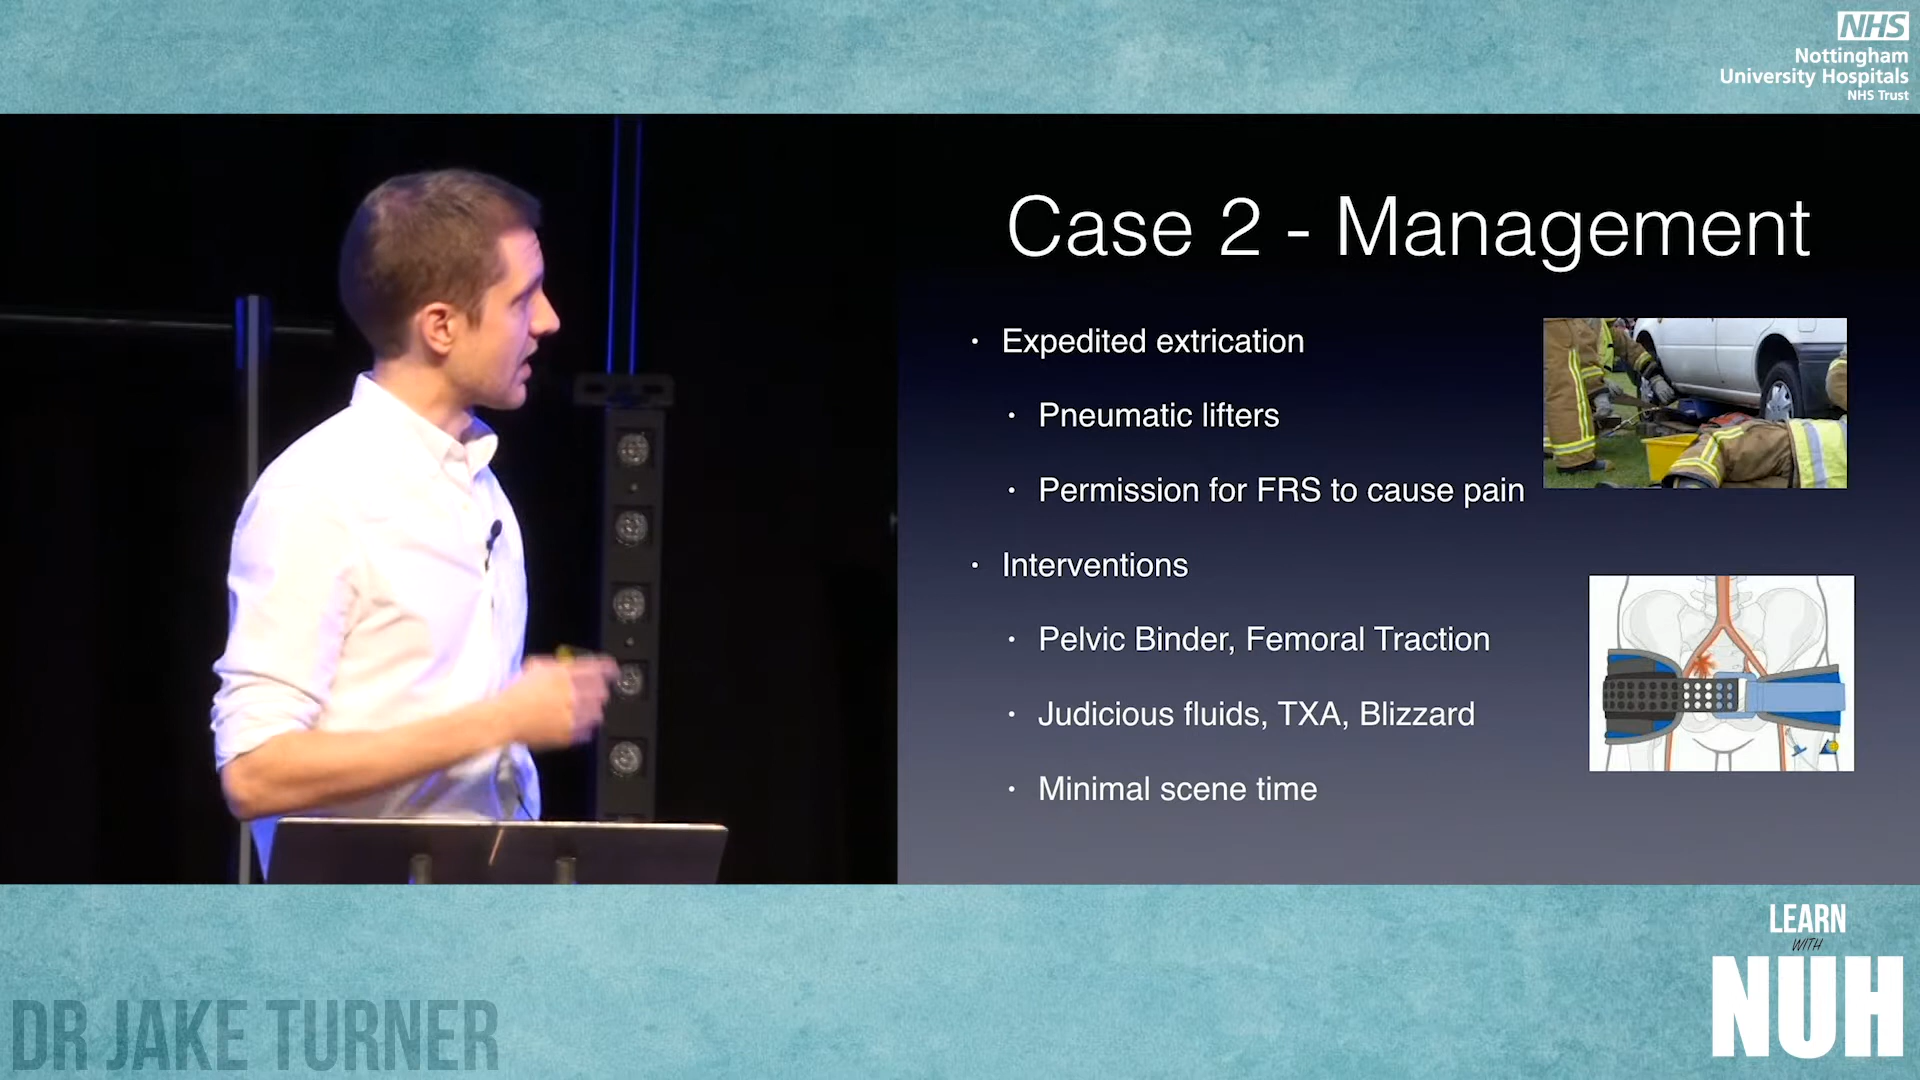 NHS
Nottingham
University Hospitals
NHS Trust
Case 2 - Management
• Expedited extrication
• Pneumatic lifters
• Permission for FRS to cause pain
• Interventions
• Pelvic Binder, Femoral Traction
• Judicious fluids, TXA, Blizzard
• Minimal scene time
LEARN
WITH
NUH
DR JAKE TURNER